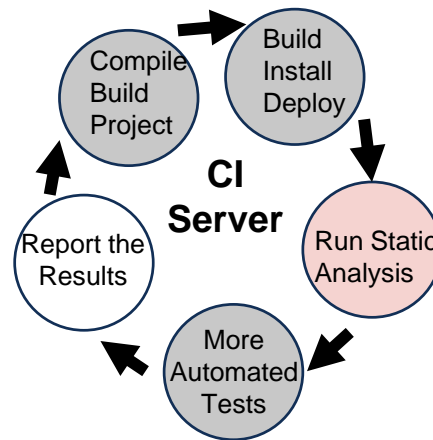 Compile
Build
Project
Build
Install
Deploy
CI
Server
Run Static
Analysis
More
Automated
Tests
Report the
Results